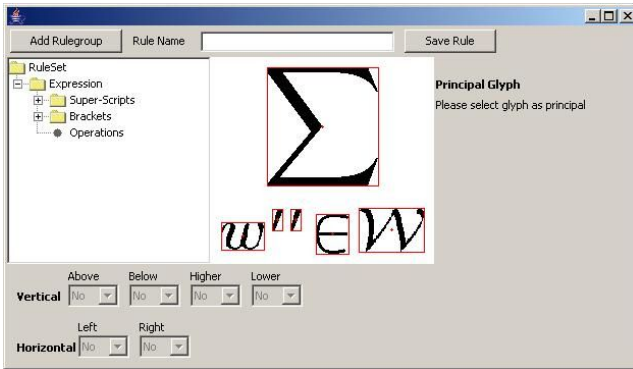 Add Rulegroup Rule Name Save Rule
RuleSet
Expression
Super-Scripts
Brackets
Operations
Principal Glyph
Please select glyph as principal
∑
w ′′ ∈ W
Above Below Higher Lower
Vertical No No No No
Left Right
Horizontal No No